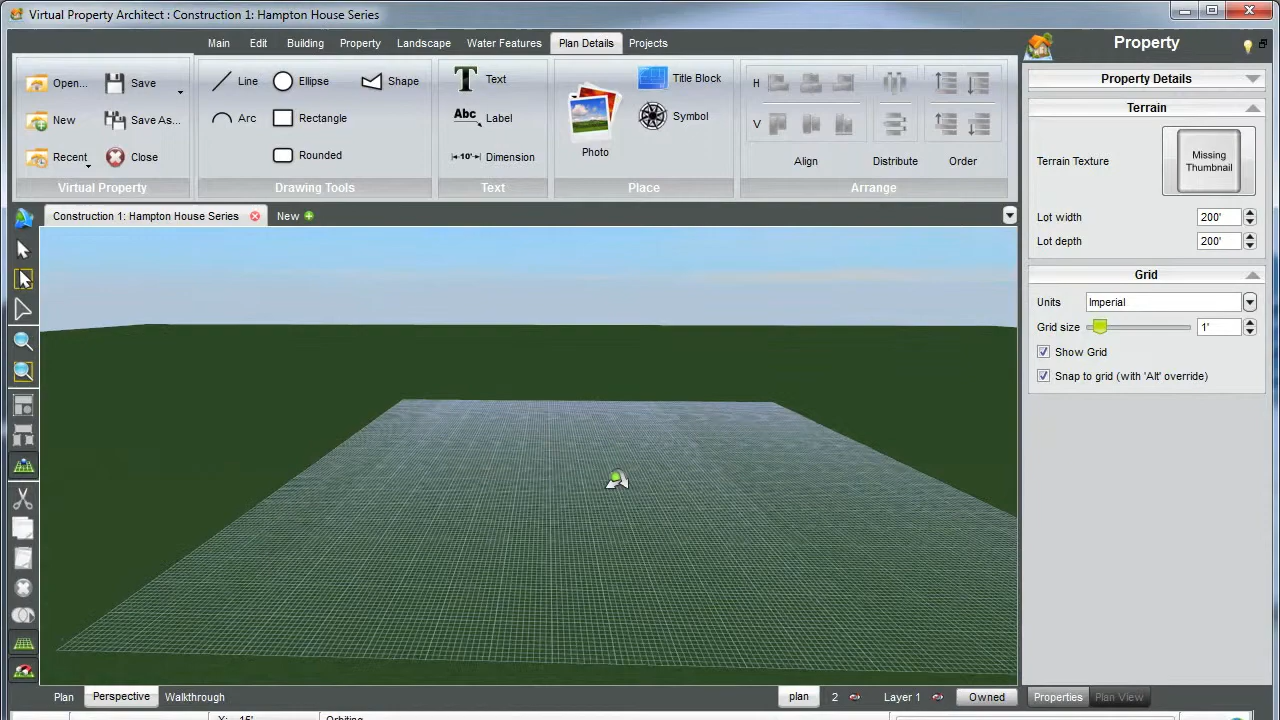 Virtual Property Architect : Construction 1: Hampton House Series
Main Edit Building Property Landscape Water Features Plan Details Projects
Open... Save
New Save As...
Recent Close
Virtual Property
Line Ellipse Shape
Arc Rectangle
Rounded
Drawing Tools
T Text
Abc Label
10' Dimension
Text
Photo
Title Block
Symbol
Place
H
V
Align Distribute Order
Arrange
Construction 1: Hampton House Series New
Property
Property Details
Terrain
Terrain Texture
Missing
Thumbnail
Lot width 200'
Lot depth 200'
Grid
Units Imperial
Grid size 1'
Show Grid
Snap to grid (with 'Alt' override)
Plan Perspective Walkthrough
plan 2 Layer 1 Owned
Properties Plan View